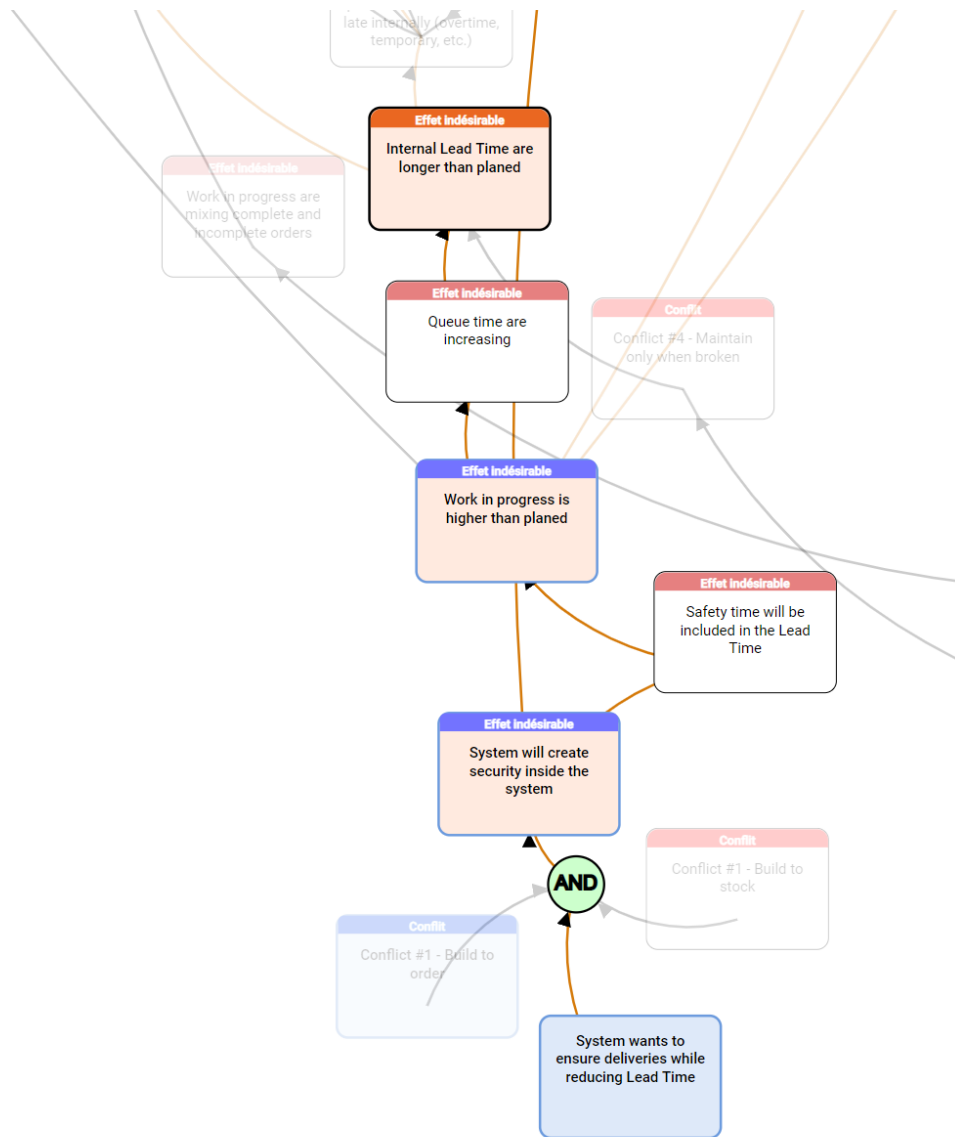 late internally (overtime,
temporary, etc.)
Effet indésirable
Internal Lead Time are
longer than planed
Effet indésirable
Work in progress are
mixing complete and
incomplete orders
Effet indésirable
Queue time are
increasing
Conflit
Conflict #4 - Maintain
only when broken
Effet indésirable
Work in progress is
higher than planed
Effet indésirable
Safety time will be
included in the Lead
Time
Effet indésirable
System will create
security inside the
system
AND
Conflit
Conflict #1 - Build to
stock
Conflit
Conflict #1 - Build to
order
System wants to
ensure deliveries while
reducing Lead Time